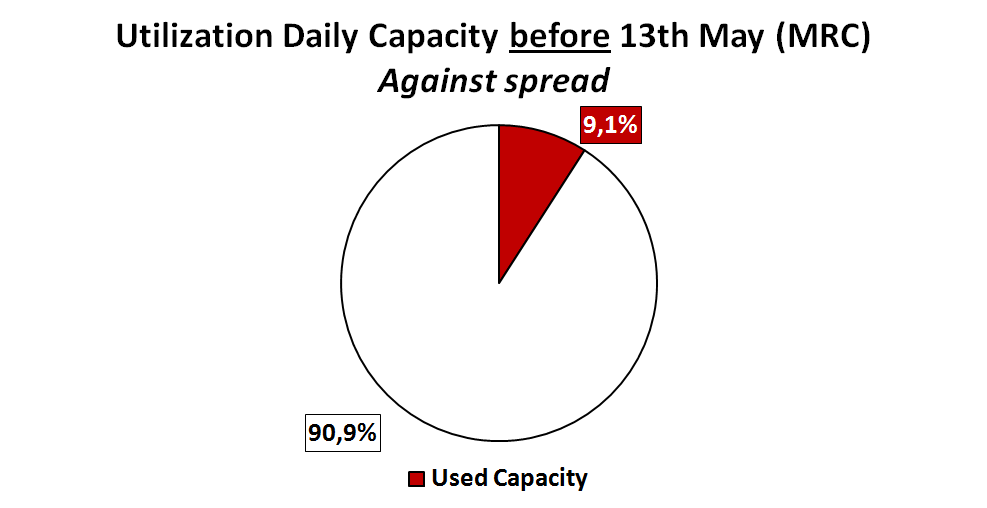 Utilization Daily Capacity before 13th May (MRC)
Against spread
9,1%
90,9%
Used Capacity